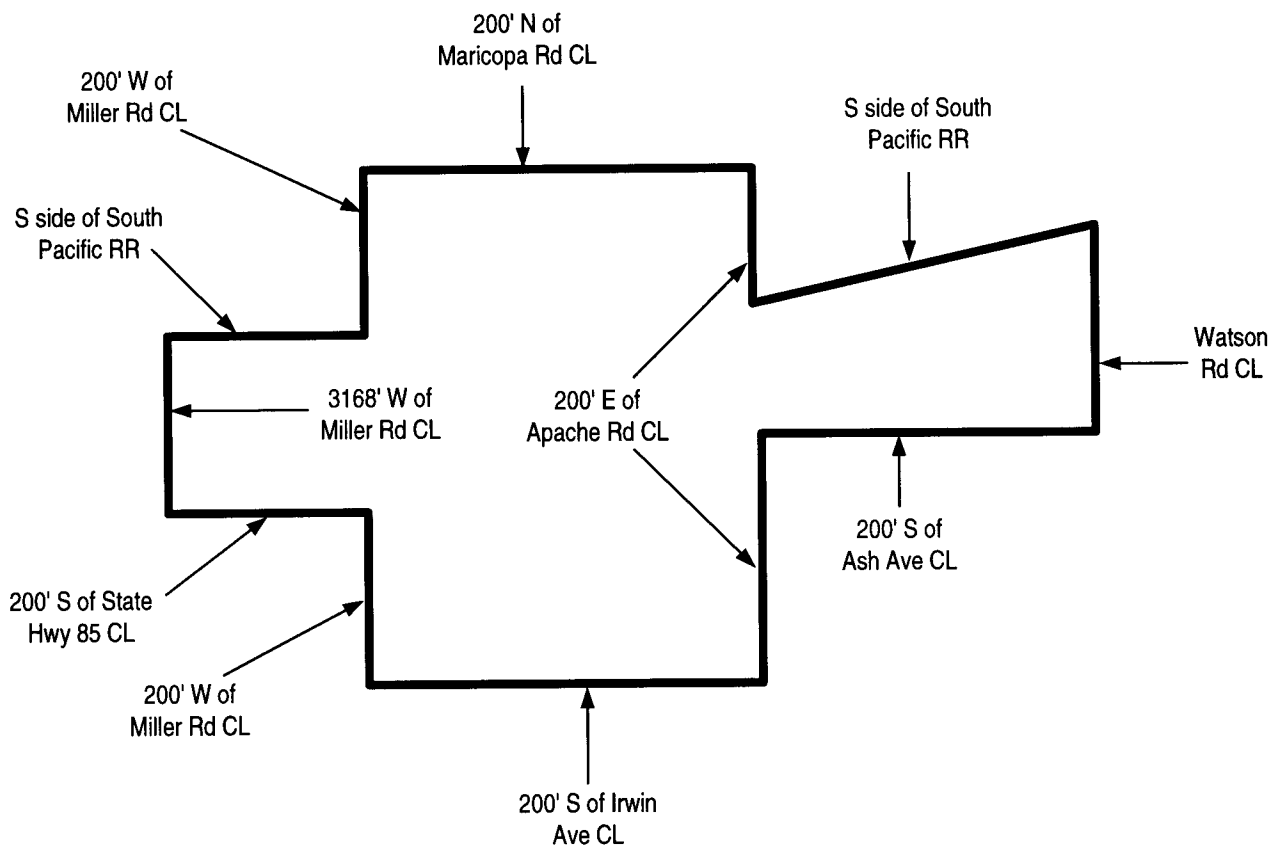 200' N of
Maricopa Rd CL
200' W of
Miller Rd CL
S side of South
Pacific RR
S side of South
Pacific RR
Watson
Rd CL
3168' W of
Miller Rd CL
200' E of
Apache Rd CL
200' S of
Ash Ave CL
200' S of State
Hwy 85 CL
200' W of
Miller Rd CL
200' S of Irwin
Ave CL